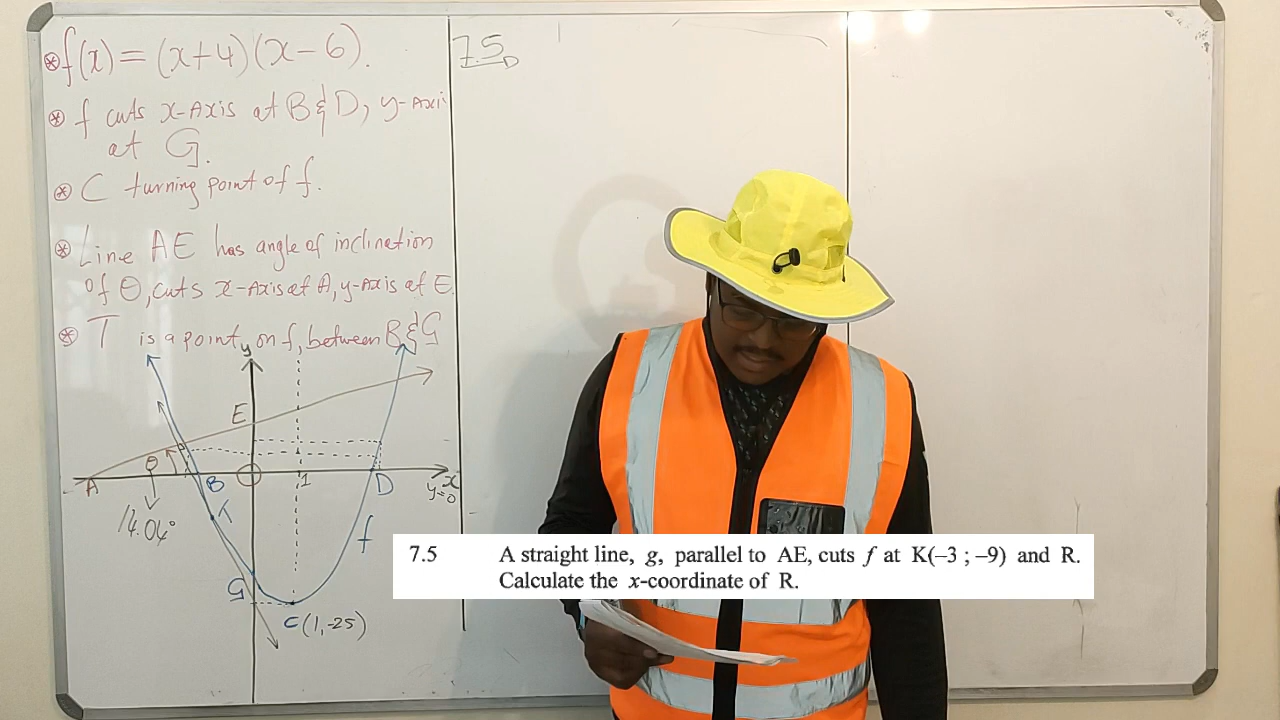 ⊛ f(x) = (x+4)(x-6).
⊛ f cuts x-Axis at B & D, y-Axis
at G.
⊛ C turning point of f.
⊛ Line AE has angle of inclination
of θ, cuts x-Axis at A, y-Axis at E
⊛ T is a point on f, between B & G
7.5
y
E
θ
A
B
1
D
x
y=0
T
14.04°
f
G
C(1,-25)
7.5 A straight line, g, parallel to AE, cuts f at K(–3 ; –9) and R.
Calculate the x-coordinate of R.